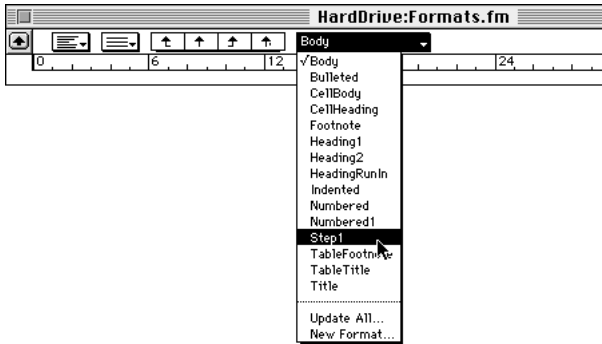 HardDrive:Formats.fm
Body
0 6 12 24
✓Body
Bulleted
CellBody
CellHeading
Footnote
Heading1
Heading2
HeadingRunIn
Indented
Numbered
Numbered1
Step1
TableFootnote
TableTitle
Title
Update All...
New Format...